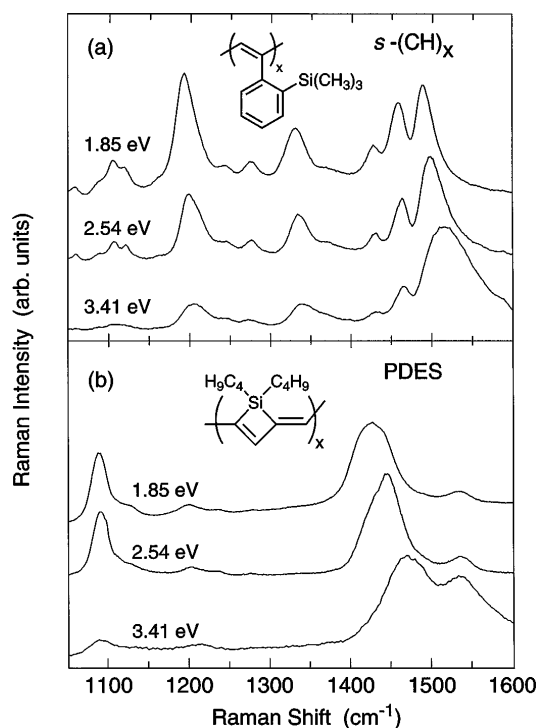 (a)
s-(CH)x
( )x
Si(CH3)3
1.85 eV
2.54 eV
3.41 eV
Raman Intensity (arb. units)
(b)
PDES
H9C4 C4H9
Si
( )x
1.85 eV
2.54 eV
3.41 eV
1100 1200 1300 1400 1500 1600
Raman Shift (cm-1)